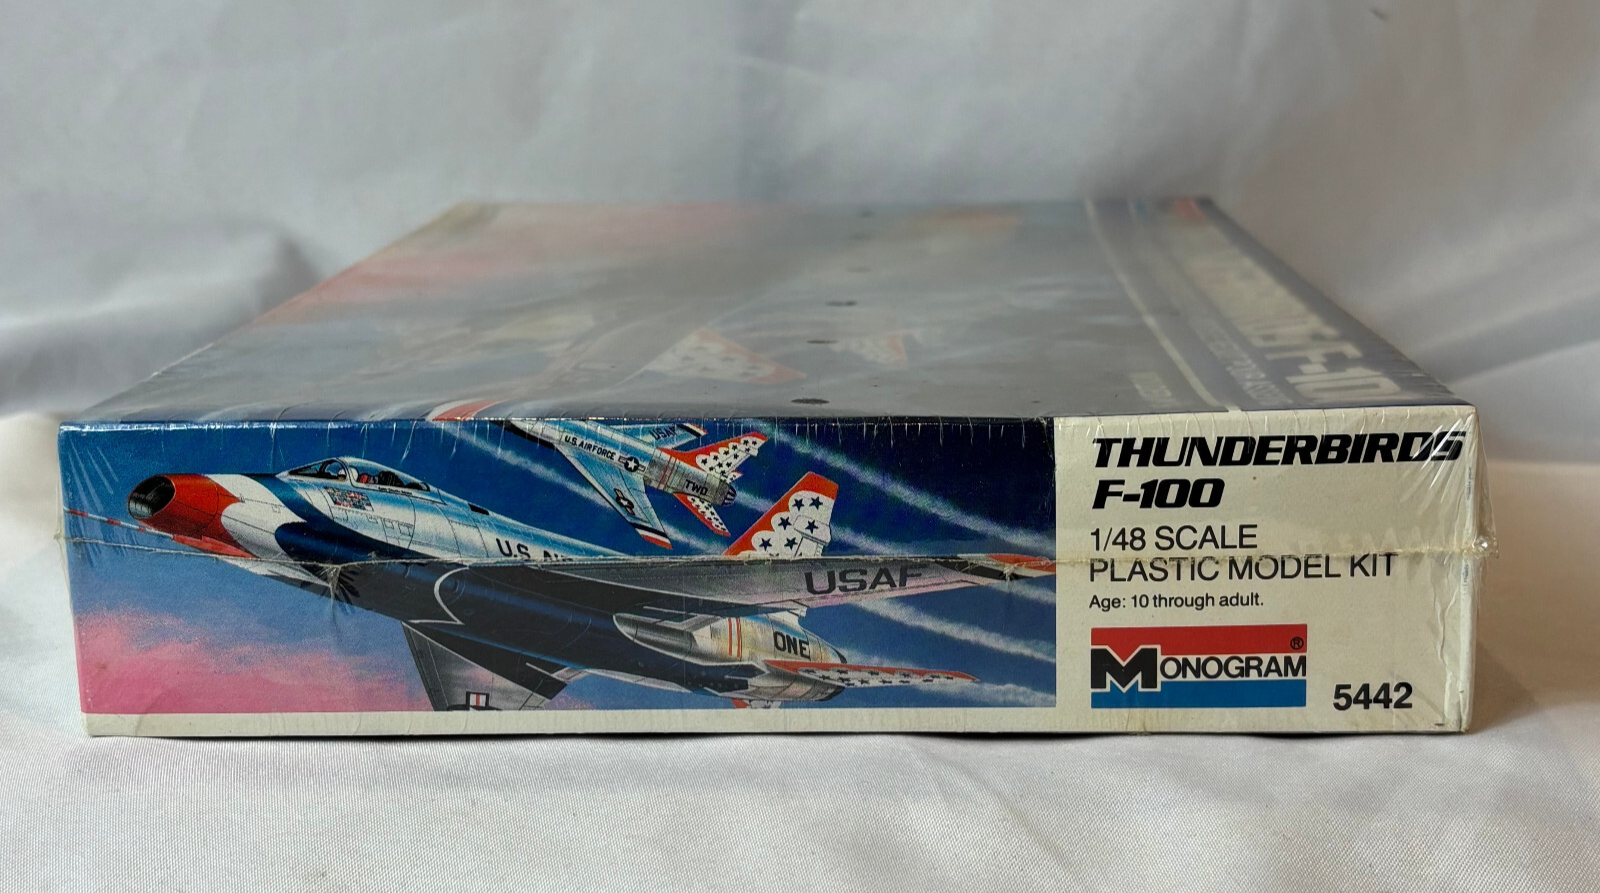 THUNDERBIRDS
F-100
1/48 SCALE
PLASTIC MODEL KIT
Age: 10 through adult.
MONOGRAM®
5442
U.S. AIR FORCE
USAF
TWO
U.S. AI
USAF
ONE